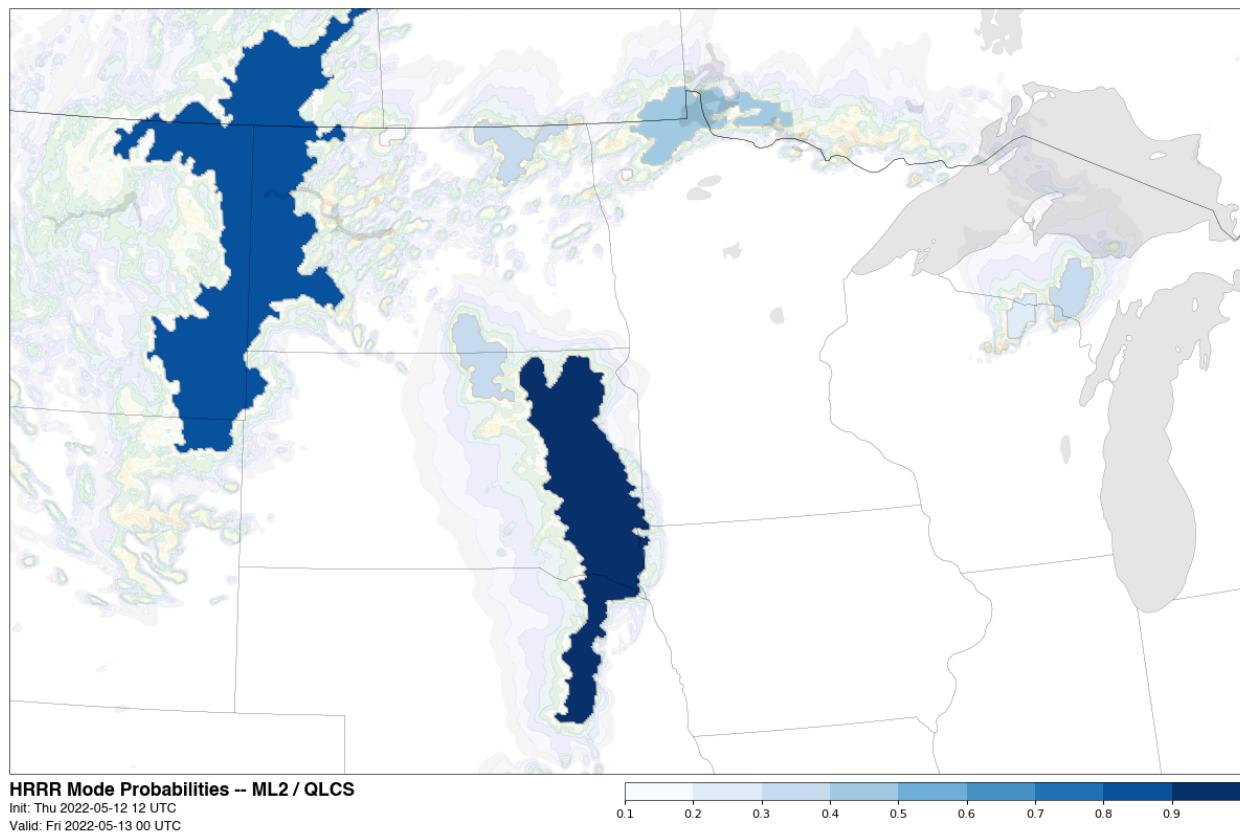 HRRR Mode Probabilities -- ML2 / QLCS
Init: Thu 2022-05-12 12 UTC
Valid: Fri 2022-05-13 00 UTC
0.1 0.2 0.3 0.4 0.5 0.6 0.7 0.8 0.9